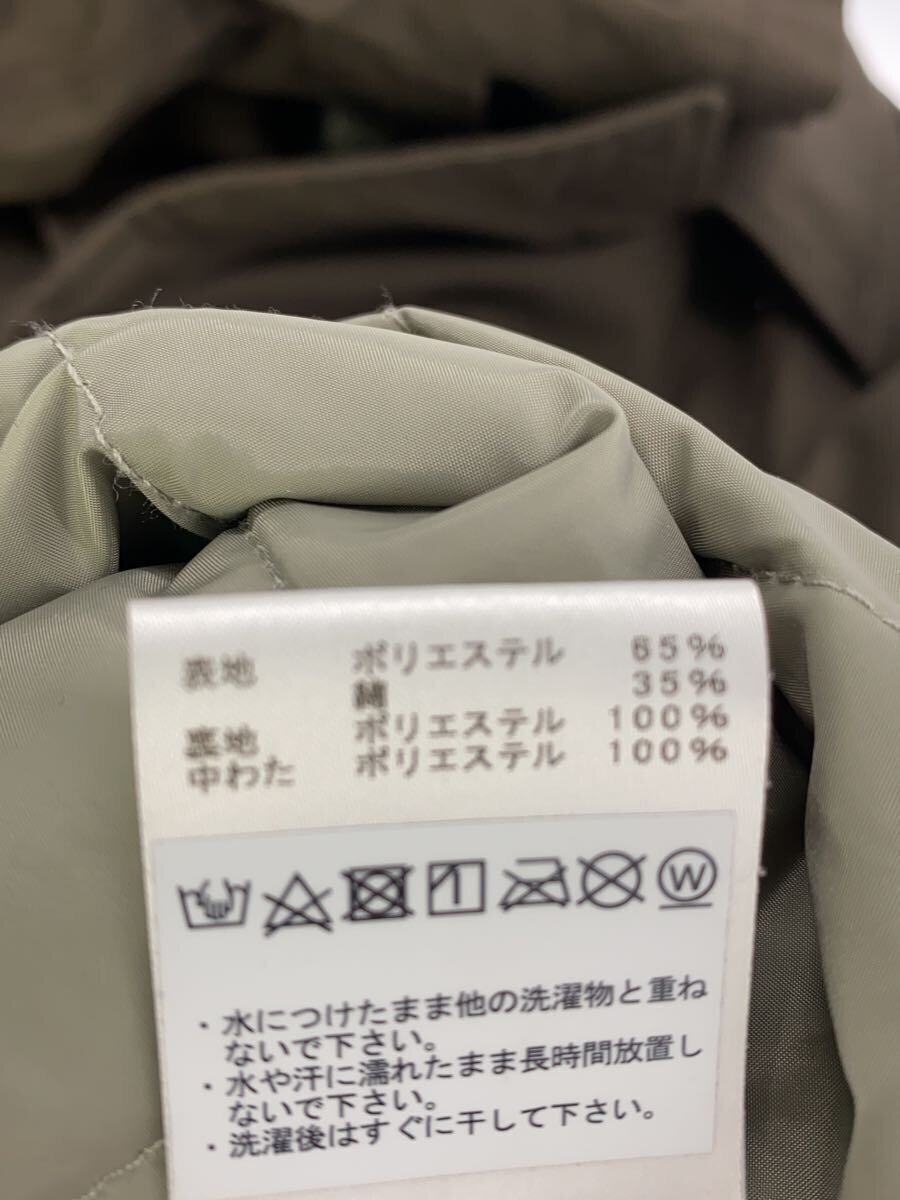 表地 ポリエステル 65%
綿 35%
裏地 ポリエステル 100%
中わた ポリエステル 100%
W
・水につけたまま他の洗濯物と重ね
ないで下さい。
・水や汗に濡れたまま長時間放置し
ないで下さい。
・洗濯後はすぐに干して下さい。